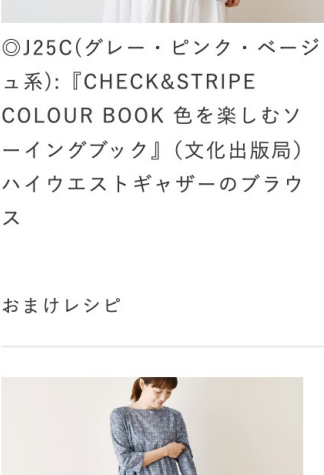 ◎J25C(グレー・ピンク・ベージ
ュ系):『CHECK&STRIPE
COLOUR BOOK 色を楽しむソ
ーイングブック』(文化出版局)
ハイウエストギャザーのブラウ
ス
おまけレシピ